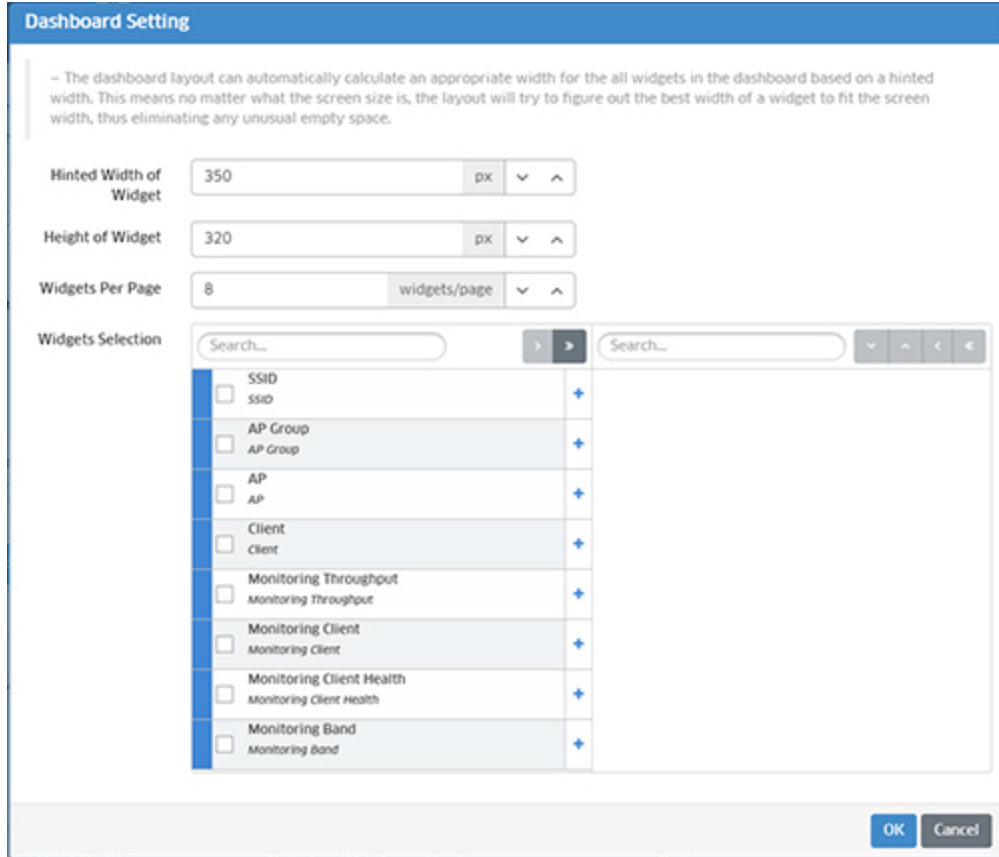 Dashboard Setting
– The dashboard layout can automatically calculate an appropriate width for the all widgets in the dashboard based on a hinted
width. This means no matter what the screen size is, the layout will try to figure out the best width of a widget to fit the screen
width, thus eliminating any unusual empty space.
Hinted Width of
Widget
350 px
Height of Widget 320 px
Widgets Per Page 8 widgets/page
Widgets Selection Search... Search...
SSID
SSID
AP Group
AP Group
AP
AP
Client
Client
Monitoring Throughput
Monitoring Throughput
Monitoring Client
Monitoring Client
Monitoring Client Health
Monitoring Client Health
Monitoring Band
Monitoring Band
OK Cancel